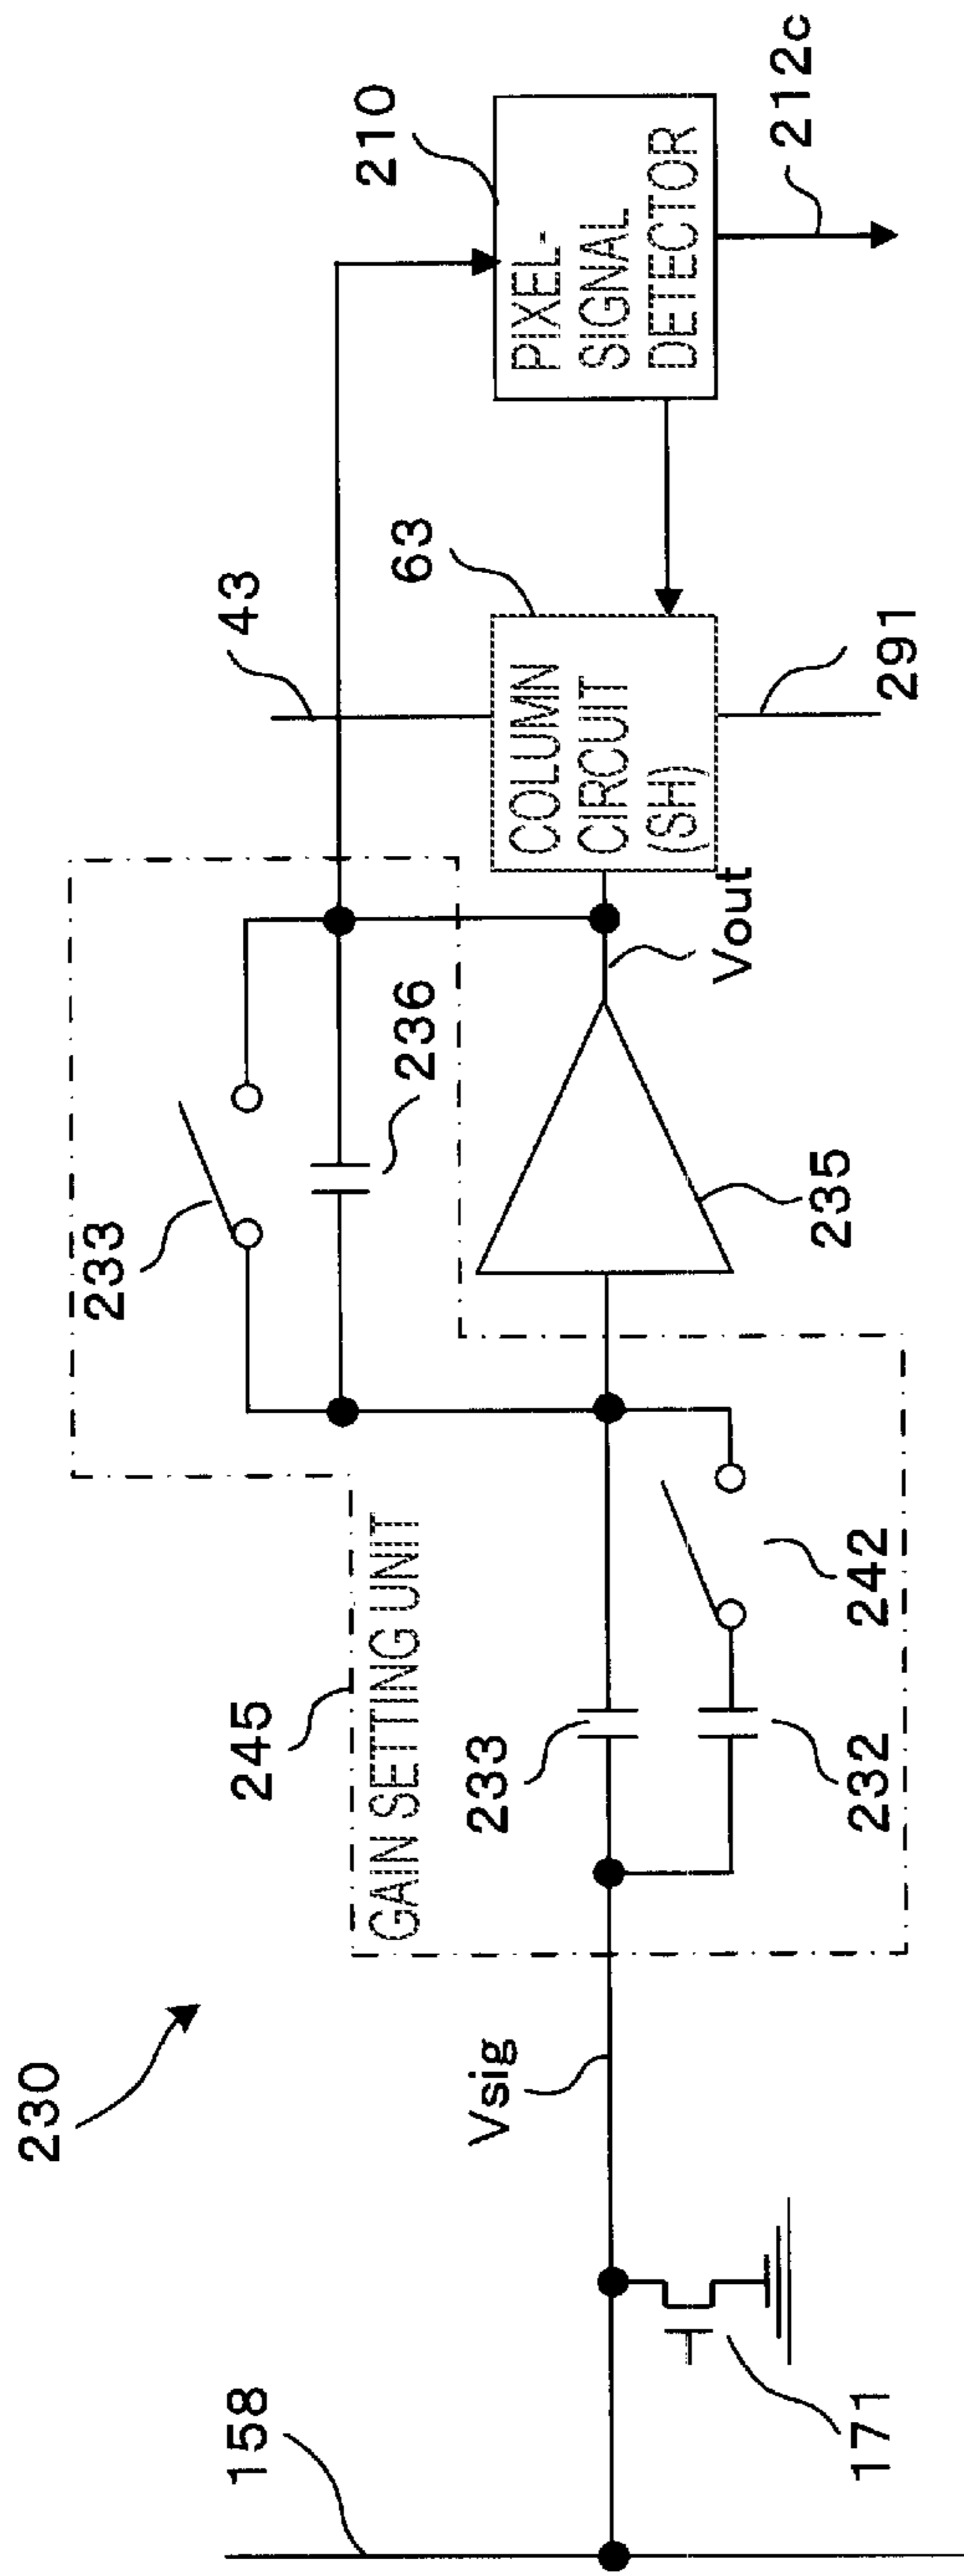 230
245
GAIN SETTING UNIT
233
236
43
63
210
PIXEL-
SIGNAL
DETECTOR
212c
COLUMN
CIRCUIT
(SH)
291
Vout
235
158
171
Vsig
233
232
242